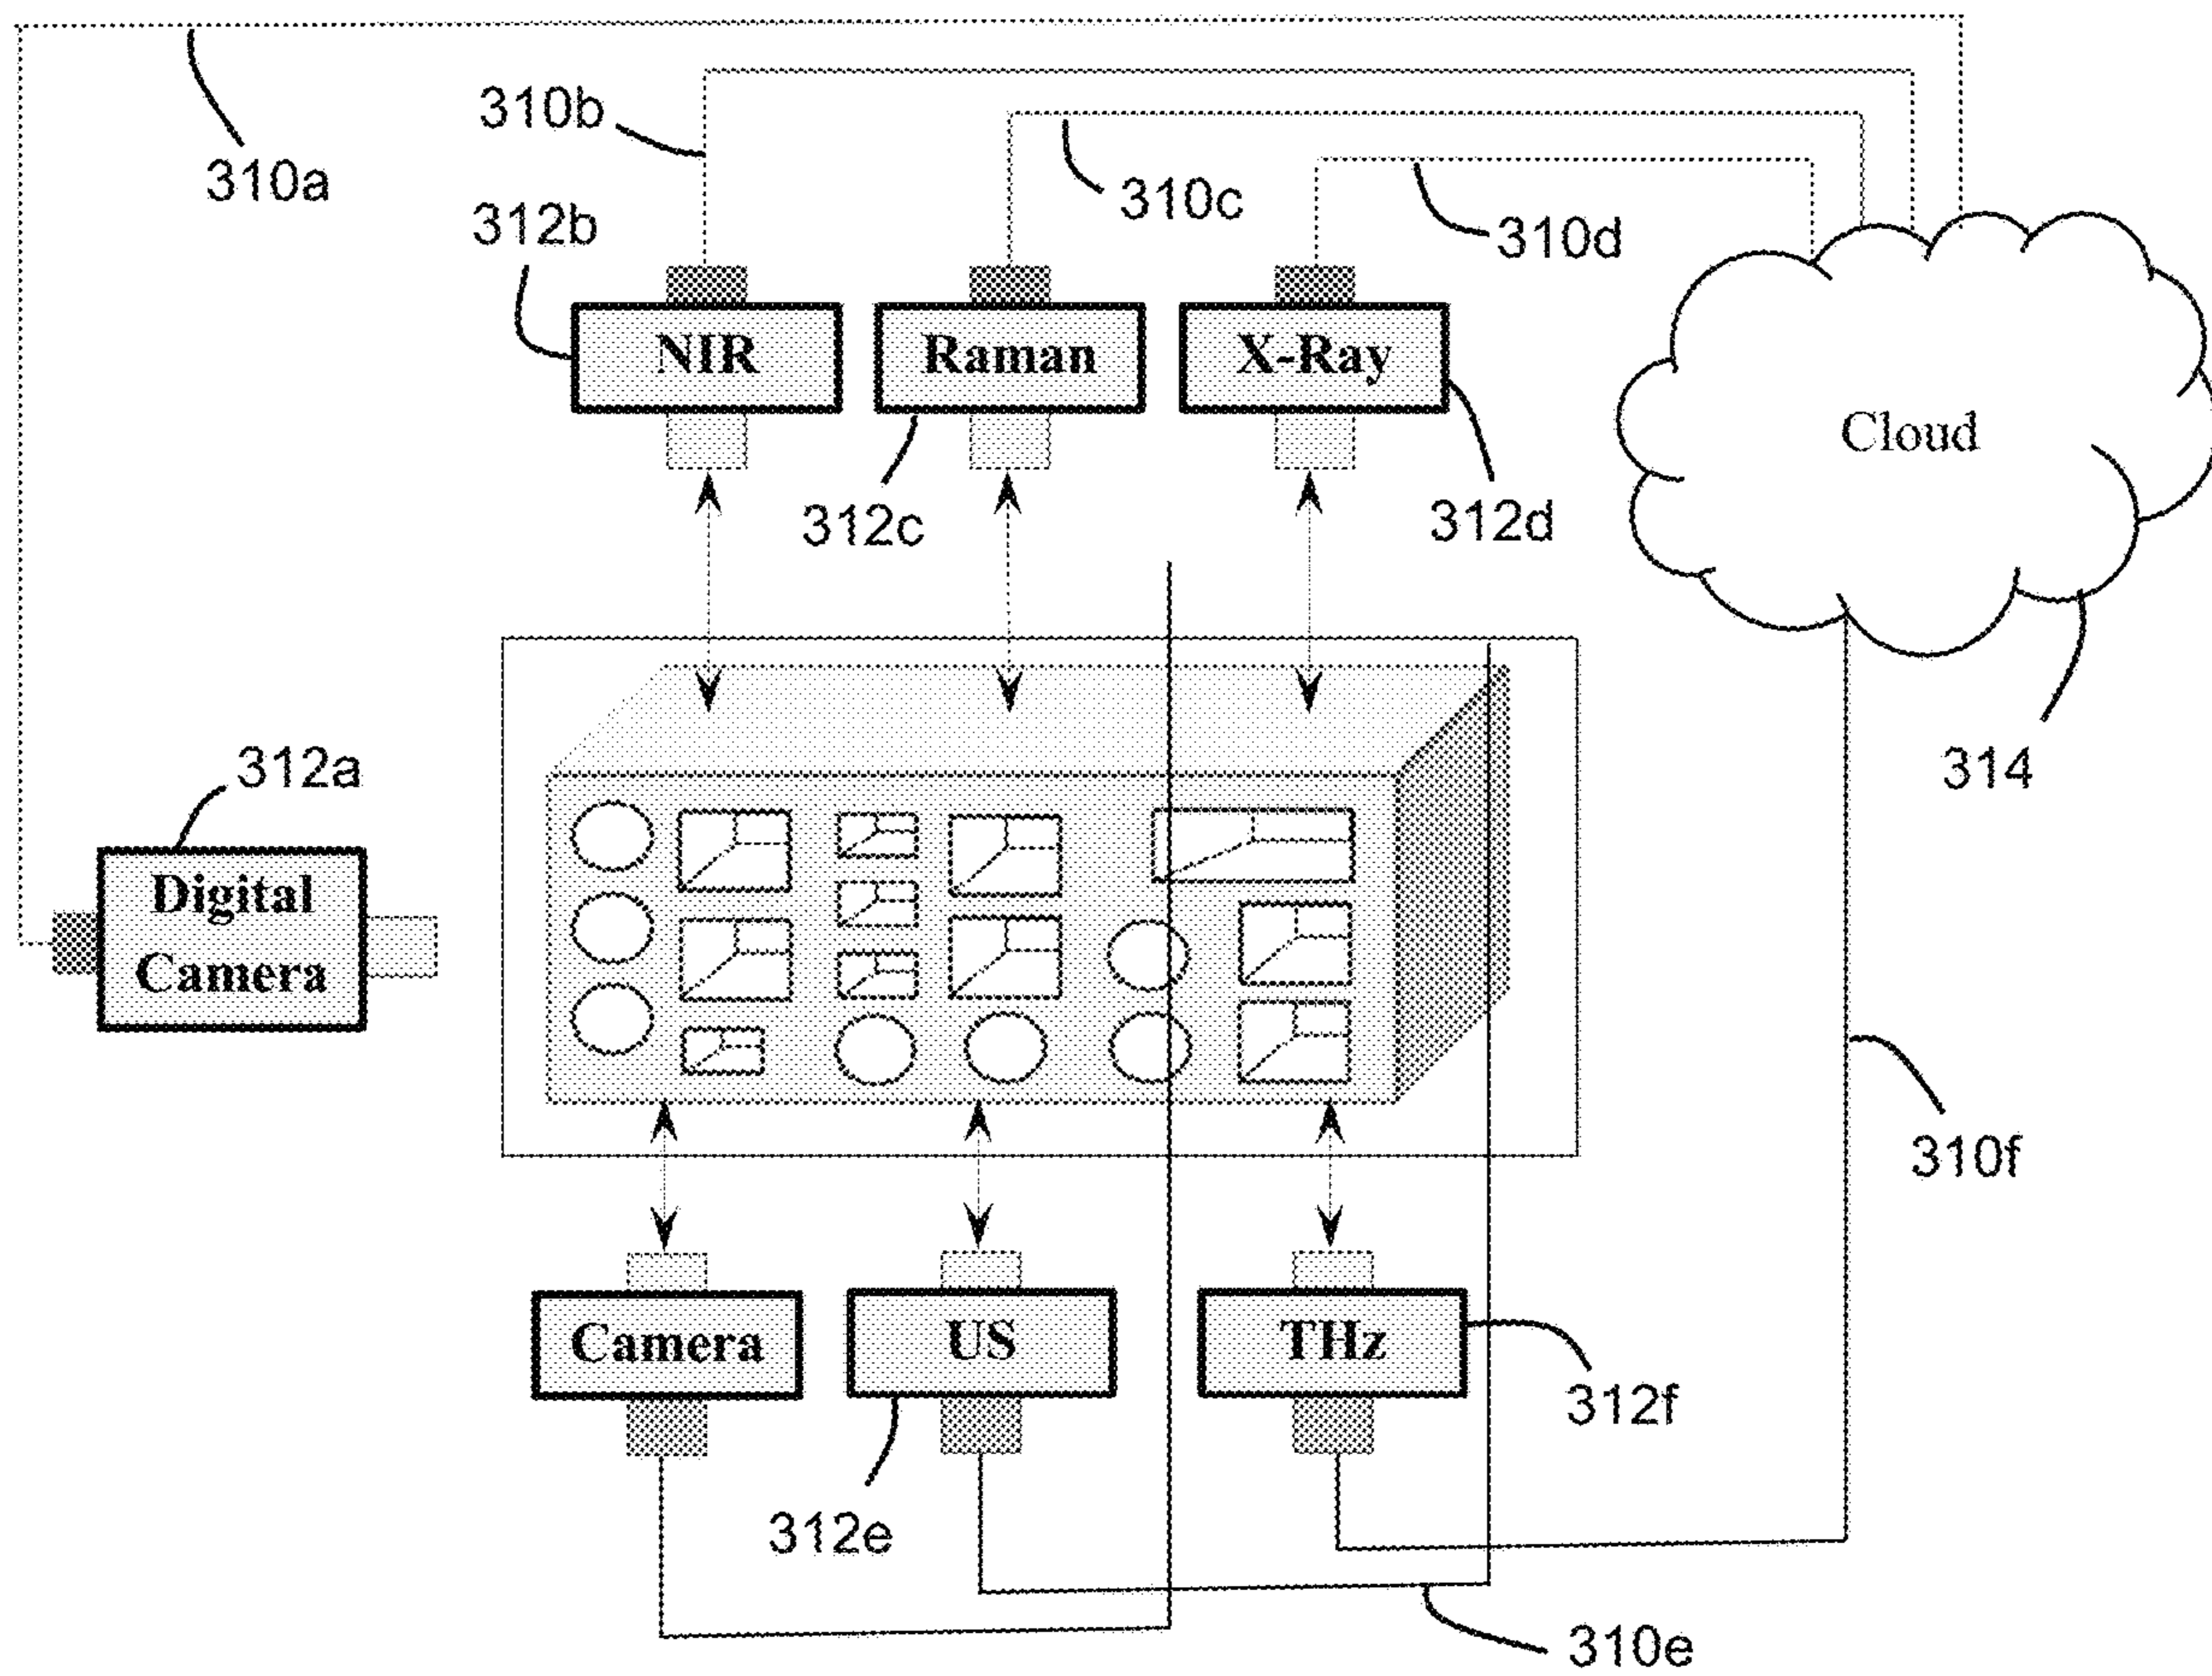 310b
310a
310c
312b
310d
NIR
Raman
X-Ray
Cloud
312c
312d
312a
314
Digital
Camera
310f
Camera
US
THz
312f
312e
310e